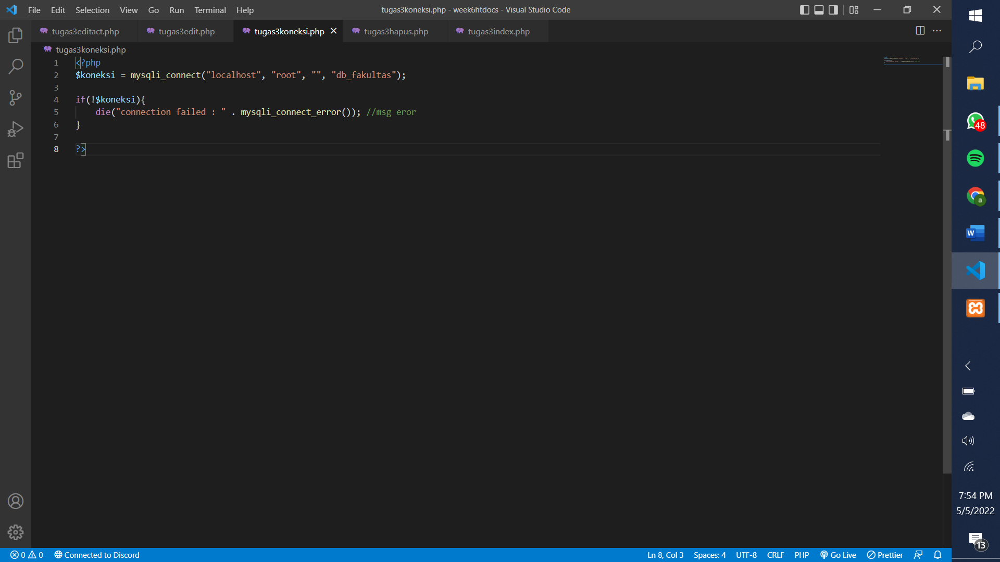 File Edit Selection View Go Run Terminal Help
tugas3koneksi.php - week6htdocs - Visual Studio Code
tugas3editact.php tugas3edit.php tugas3koneksi.php tugas3hapus.php tugas3index.php
tugas3koneksi.php
1 <?php
2 $koneksi = mysqli_connect("localhost", "root", "", "db_fakultas");
3
4 if(!$koneksi){
5 die("connection failed : " . mysqli_connect_error()); //msg eror
6 }
7
8 ?>
48
a
W
7:54 PM
5/5/2022
13
0 0 Connected to Discord
Ln 8, Col 3 Spaces: 4 UTF-8 CRLF PHP Go Live Prettier